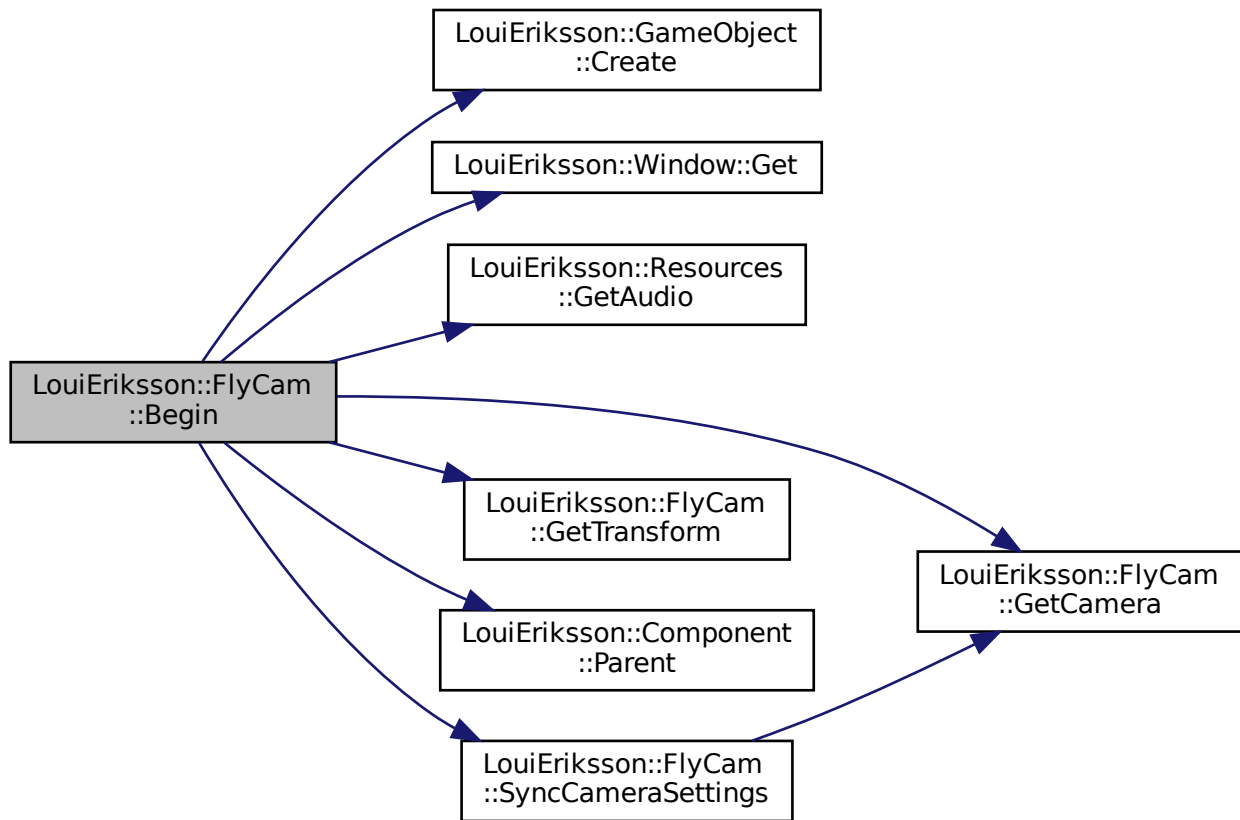 LouiEriksson::GameObject
::Create
LouiEriksson::Window::Get
LouiEriksson::Resources
::GetAudio
LouiEriksson::FlyCam
::Begin
LouiEriksson::FlyCam
::GetTransform
LouiEriksson::FlyCam
::GetCamera
LouiEriksson::Component
::Parent
LouiEriksson::FlyCam
::SyncCameraSettings